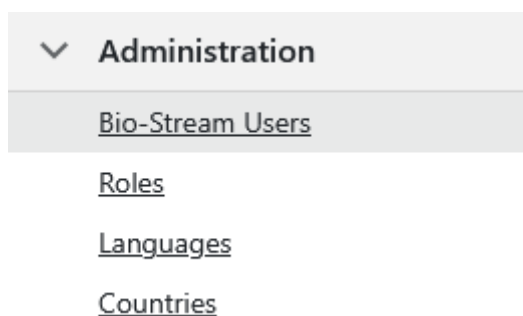 Administration
Bio-Stream Users
Roles
Languages
Countries